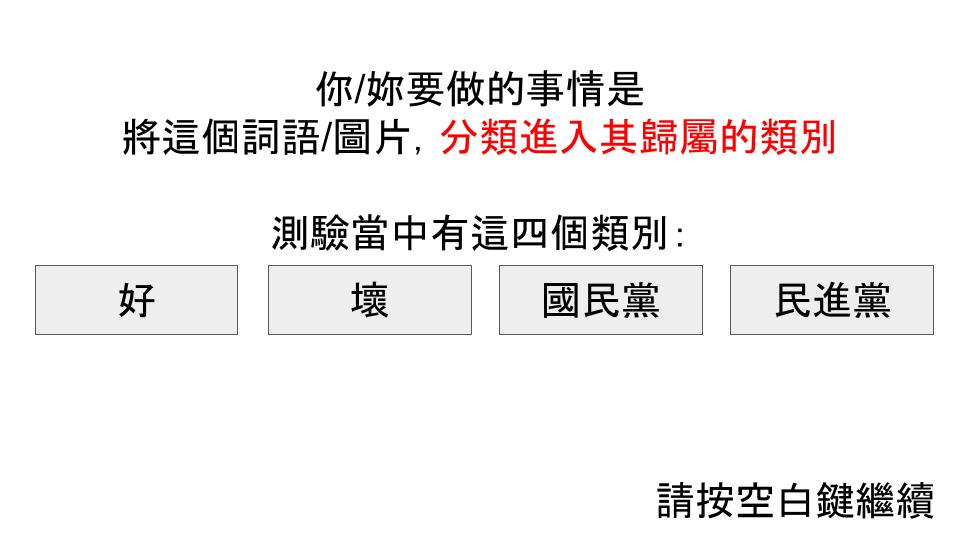 你/妳要做的事情是
將這個詞語/圖片，分類進入其歸屬的類別
測驗當中有這四個類別：
好
壞
國民黨
民進黨
請按空白鍵繼續